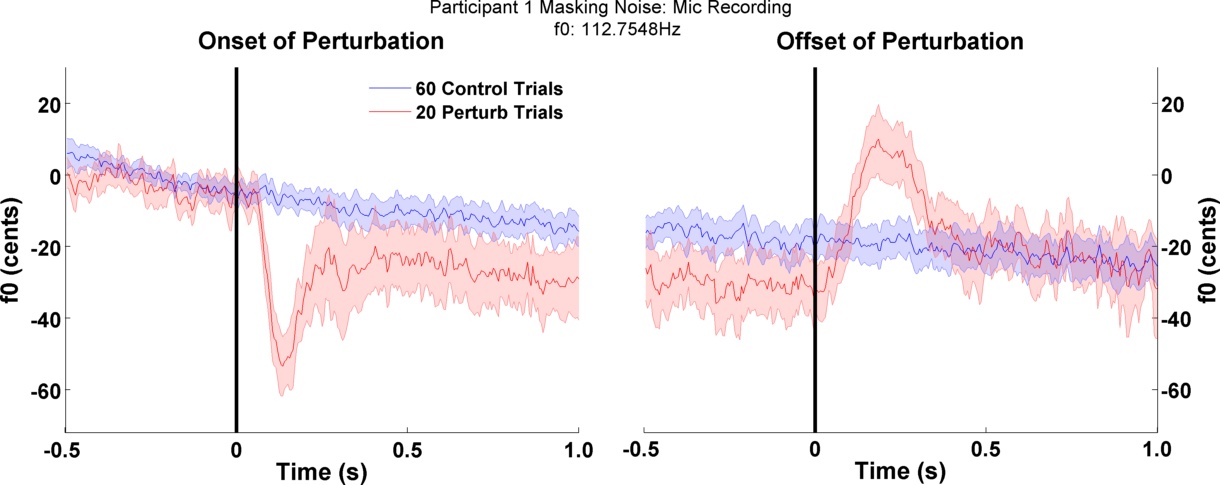 Participant 1 Masking Noise: Mic Recording
f0: 112.7548Hz
Onset of Perturbation
Offset of Perturbation
60 Control Trials
20 Perturb Trials
f0 (cents)
20
0
-20
-40
-60
-0.5
0
0.5
1.0
Time (s)
-0.5
0
0.5
1.0
Time (s)
20
0
-20
-40
-60
f0 (cents)